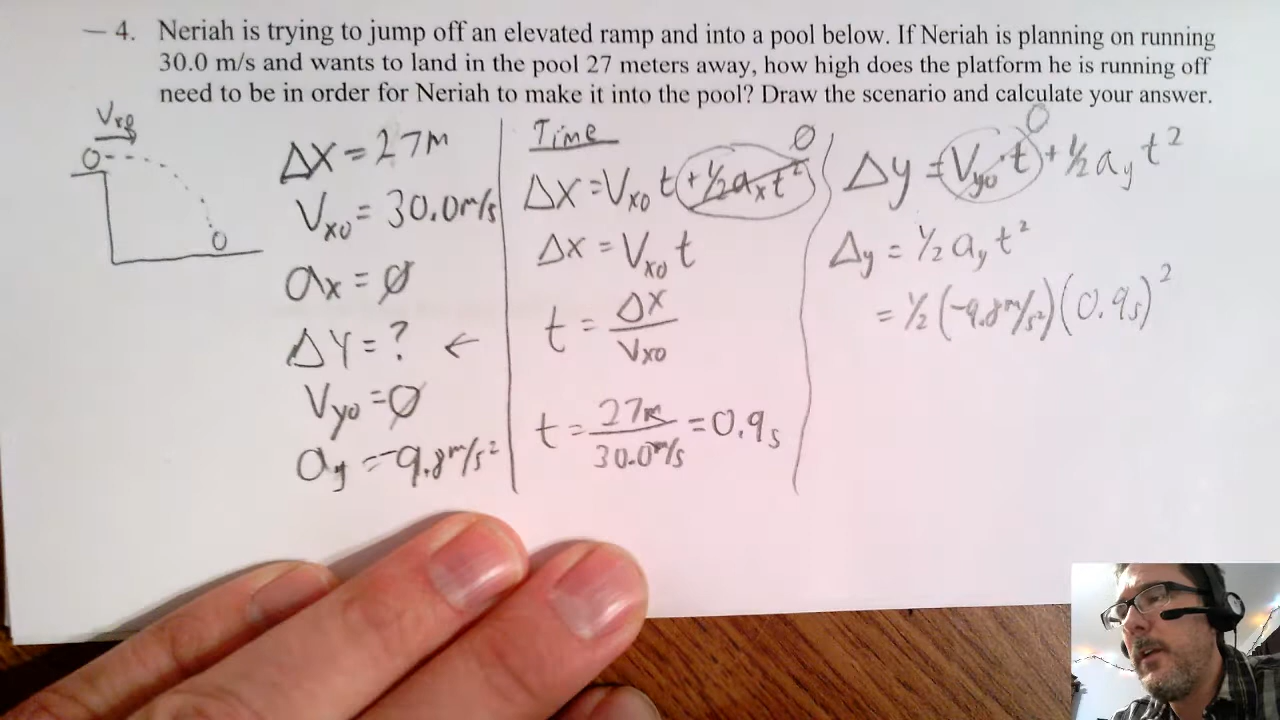 — 4. Neriah is trying to jump off an elevated ramp and into a pool below. If Neriah is planning on running
30.0 m/s and wants to land in the pool 27 meters away, how high does the platform he is running off
need to be in order for Neriah to make it into the pool? Draw the scenario and calculate your answer.
Vx0
Δx = 27m
Vx0 = 30.0m/s
ax = ∅
ΔY = ? ←
Vy0 = ∅
ay = -9.8m/s²
Time
0
Δx = Vx0 t + ½axt²
Δx = Vx0 t
t = Δx / Vx0
t = 27m / 30.0m/s = 0.9s
0
Δy = Vy0·t + ½ ay t²
Δy = ½ ay t²
= ½ (-9.8m/s²)(0.9s)²